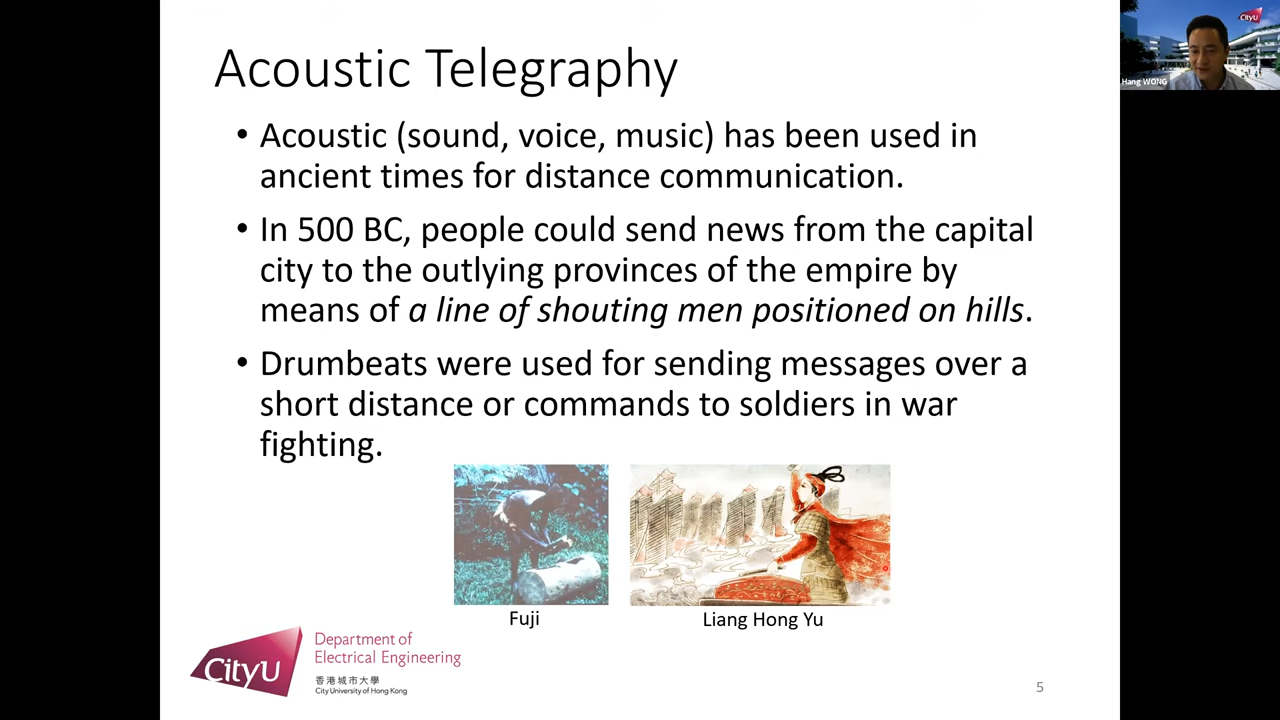 Acoustic Telegraphy
• Acoustic (sound, voice, music) has been used in
ancient times for distance communication.
• In 500 BC, people could send news from the capital
city to the outlying provinces of the empire by
means of a line of shouting men positioned on hills.
• Drumbeats were used for sending messages over a
short distance or commands to soldiers in war
fighting.
Fuji
Liang Hong Yu
CityU
Department of
Electrical Engineering
香港城市大學
City University of Hong Kong
5
CityU
Hang WONG